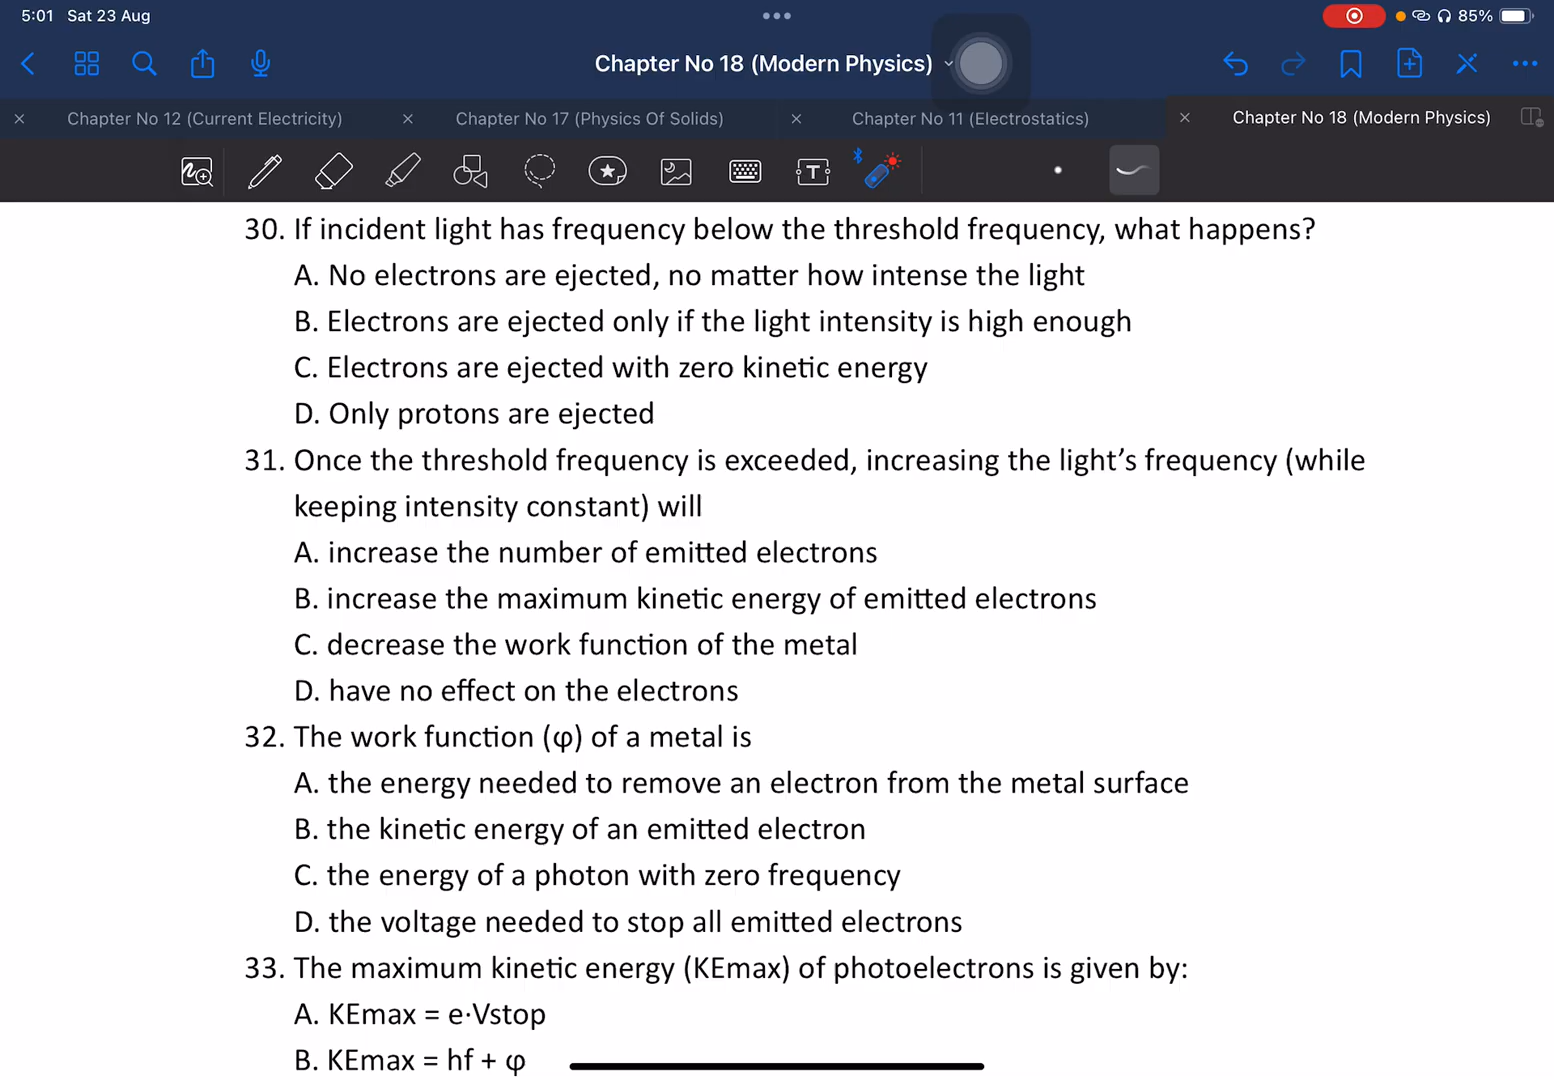 5:01 Sat 23 Aug
85%
Chapter No 18 (Modern Physics)
Chapter No 12 (Current Electricity)
Chapter No 17 (Physics Of Solids)
Chapter No 11 (Electrostatics)
Chapter No 18 (Modern Physics)
T
30. If incident light has frequency below the threshold frequency, what happens?
A. No electrons are ejected, no matter how intense the light
B. Electrons are ejected only if the light intensity is high enough
C. Electrons are ejected with zero kinetic energy
D. Only protons are ejected
31. Once the threshold frequency is exceeded, increasing the light’s frequency (while
keeping intensity constant) will
A. increase the number of emitted electrons
B. increase the maximum kinetic energy of emitted electrons
C. decrease the work function of the metal
D. have no effect on the electrons
32. The work function (φ) of a metal is
A. the energy needed to remove an electron from the metal surface
B. the kinetic energy of an emitted electron
C. the energy of a photon with zero frequency
D. the voltage needed to stop all emitted electrons
33. The maximum kinetic energy (KEmax) of photoelectrons is given by:
A. KEmax = e·Vstop
B. KEmax = hf + φ